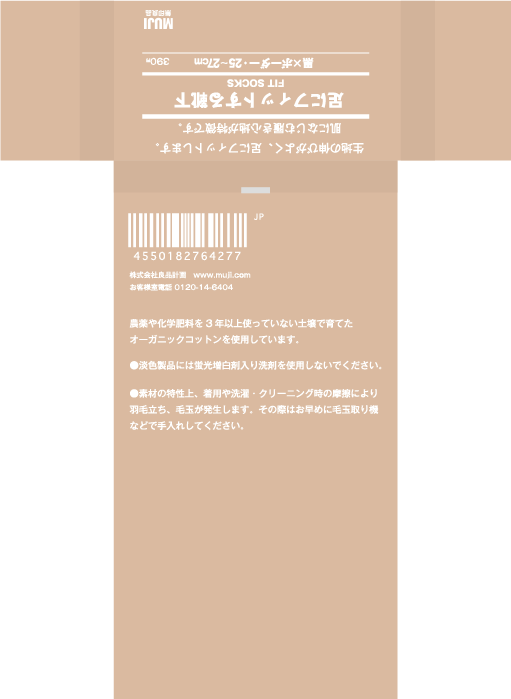 MUJI
無印良品
生地の伸びがよく、足にフィットします。
肌になじむ履き心地が特徴です。
足にフィットする靴下
FIT SOCKS
黒×ボーダー・25~27cm 390円
JP
4550182764277
株式会社良品計画 www.muji.com
お客様室電話 0120-14-6404
農薬や化学肥料を3年以上使っていない土壌で育てた
オーガニックコットンを使用しています。
●淡色製品には蛍光増白剤入り洗剤を使用しないでください。
●素材の特性上、着用や洗濯・クリーニング時の摩擦により
羽毛立ち、毛玉が発生します。その際はお早めに毛玉取り機
などで手入れしてください。